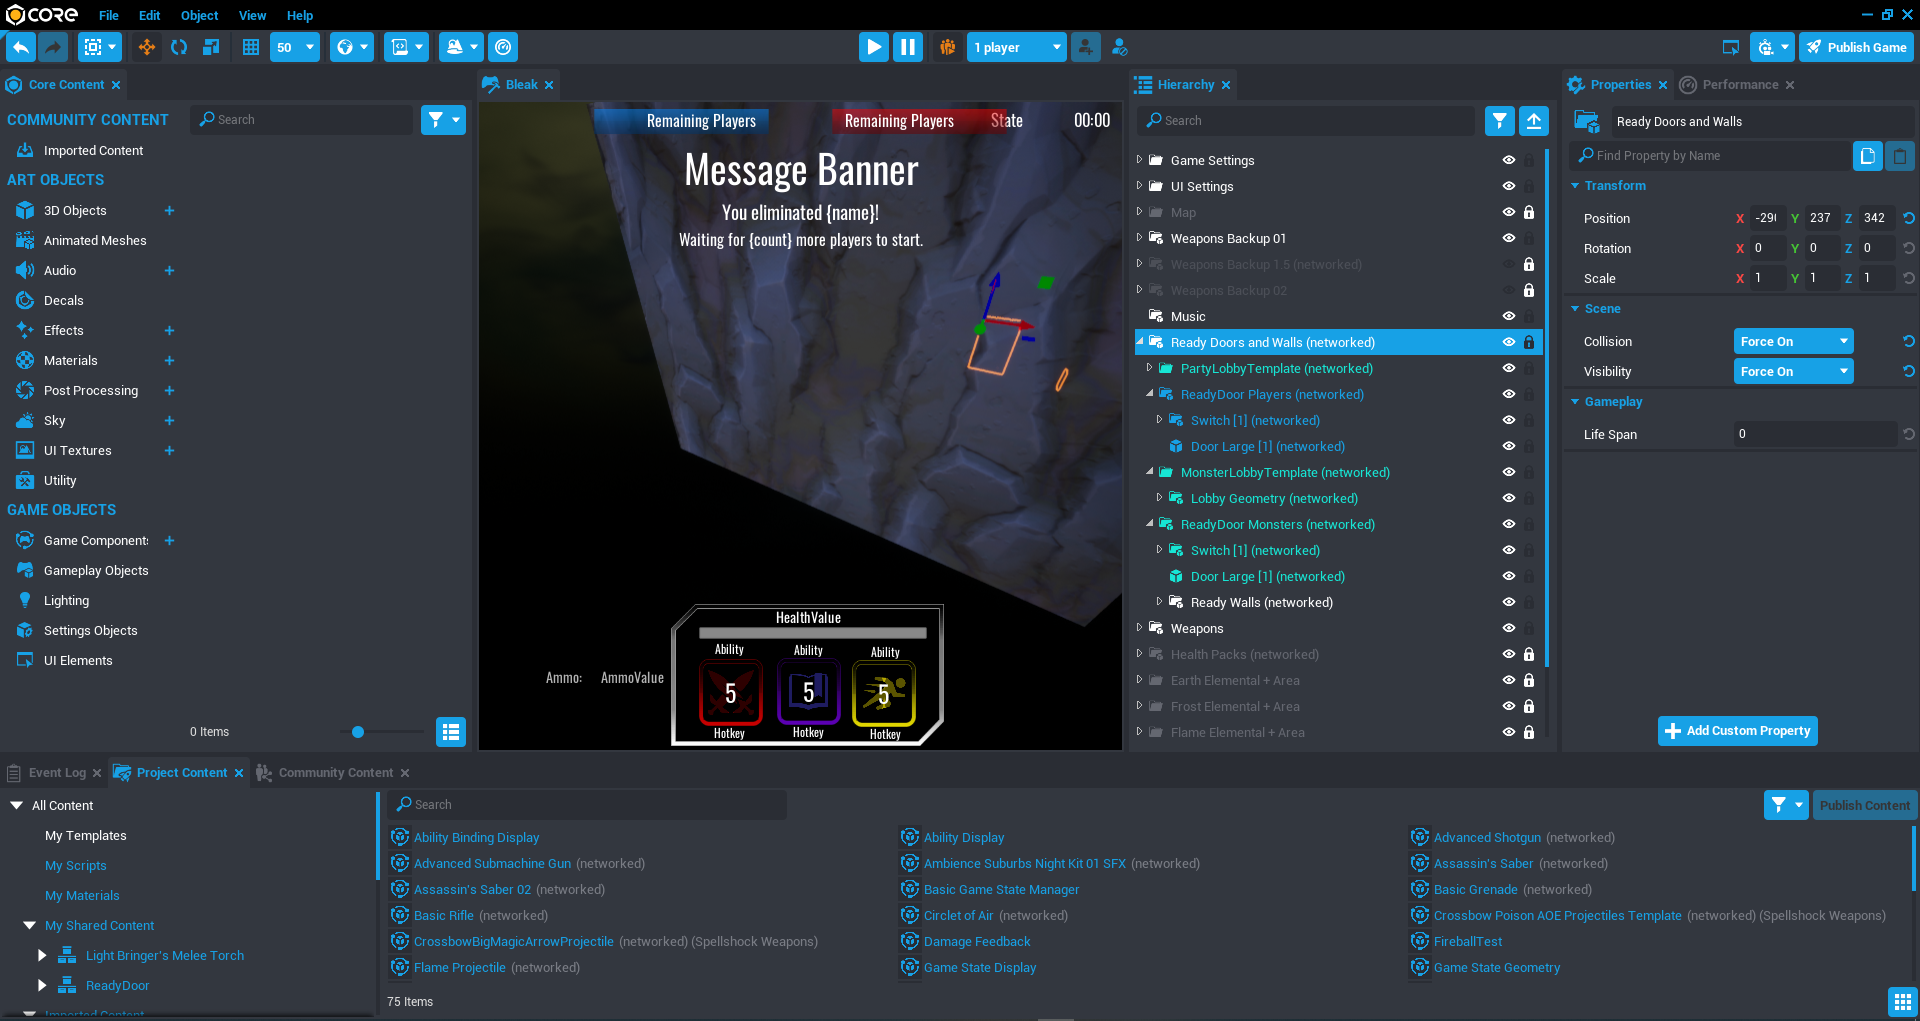 CORE File Edit Object View Help
50 1 player Publish Game
Core Content
COMMUNITY CONTENT Search
Imported Content
ART OBJECTS
3D Objects
Animated Meshes
Audio
Decals
Effects
Materials
Post Processing
Sky
UI Textures
Utility
GAME OBJECTS
Game Component
Gameplay Objects
Lighting
Settings Objects
UI Elements
0 Items
Bleak
Remaining Players Remaining Players State 00:00
Message Banner
You eliminated {name}!
Waiting for {count} more players to start.
HealthValue
Ability Ability Ability
5 5 5
Hotkey Hotkey Hotkey
Ammo: AmmoValue
Hierarchy
Search
Game Settings
UI Settings
Map
Weapons Backup 01
Weapons Backup 1.5 (networked)
Weapons Backup 02
Music
Ready Doors and Walls (networked)
PartyLobbyTemplate (networked)
ReadyDoor Players (networked)
Switch [1] (networked)
Door Large [1] (networked)
MonsterLobbyTemplate (networked)
Lobby Geometry (networked)
ReadyDoor Monsters (networked)
Switch [1] (networked)
Door Large [1] (networked)
Ready Walls (networked)
Weapons
Health Packs (networked)
Earth Elemental + Area
Frost Elemental + Area
Flame Elemental + Area
Properties Performance
Ready Doors and Walls
Find Property by Name
Transform
Position X -29 Y 237 Z 342
Rotation X 0 Y 0 Z 0
Scale X 1 Y 1 Z 1
Scene
Collision Force On
Visibility Force On
Gameplay
Life Span 0
Add Custom Property
Event Log Project Content Community Content
All Content
My Templates
My Scripts
My Materials
My Shared Content
Light Bringer's Melee Torch
ReadyDoor
Imported Content
Search Publish Content
Ability Binding Display Ability Display Advanced Shotgun (networked)
Advanced Submachine Gun (networked) Ambience Suburbs Night Kit 01 SFX (networked) Assassin's Saber (networked)
Assassin's Saber 02 (networked) Basic Game State Manager Basic Grenade (networked)
Basic Rifle (networked) Circlet of Air (networked) Crossbow Poison AOE Projectiles Template (networked) (Spellshock Weapons)
CrossbowBigMagicArrowProjectile (networked) (Spellshock Weapons) Damage Feedback FireballTest
Flame Projectile (networked) Game State Display Game State Geometry
75 Items